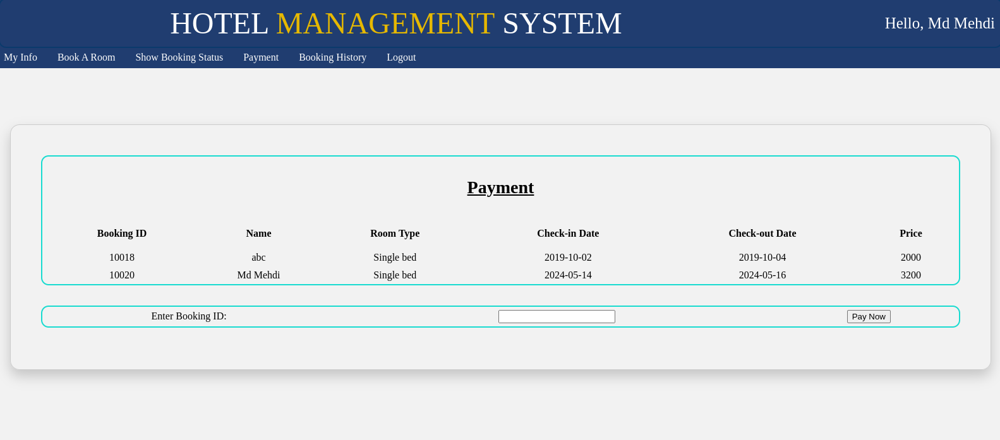 HOTEL MANAGEMENT SYSTEM
Hello, Md Mehdi
My Info Book A Room Show Booking Status Payment Booking History Logout
Payment
Booking ID Name Room Type Check-in Date Check-out Date Price
10018 abc Single bed 2019-10-02 2019-10-04 2000
10020 Md Mehdi Single bed 2024-05-14 2024-05-16 3200
Enter Booking ID: Pay Now